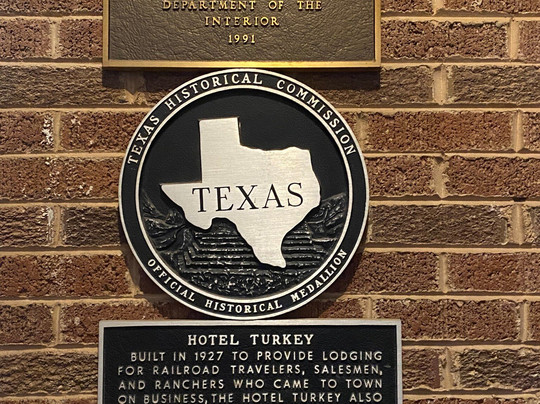 DEPARTMENT OF THE
INTERIOR
1991
TEXAS HISTORICAL COMMISSION
TEXAS
OFFICIAL HISTORICAL MEDALLION
HOTEL TURKEY
BUILT IN 1927 TO PROVIDE LODGING
FOR RAILROAD TRAVELERS, SALESMEN,
AND RANCHERS WHO CAME TO TOWN
ON BUSINESS, THE HOTEL TURKEY ALSO